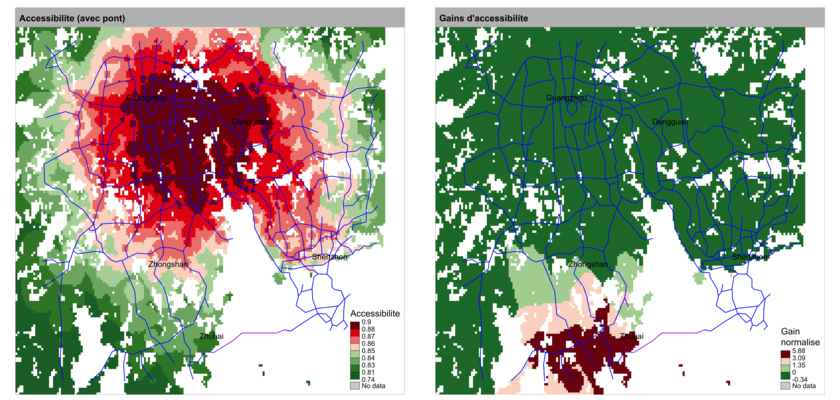 Accessibilite (avec pont)
Guangzhou
Dongguan
Zhongshan
Shenzhen
Zhuhai
Accessibilite
0.9
0.88
0.87
0.86
0.85
0.84
0.83
0.81
0.74
No data
Gains d'accessibilite
Guangzhou
Dongguan
Zhongshan
Shenzhen
Zhuhai
Gain
normalise
5.88
3.09
1.35
0
-0.34
No data